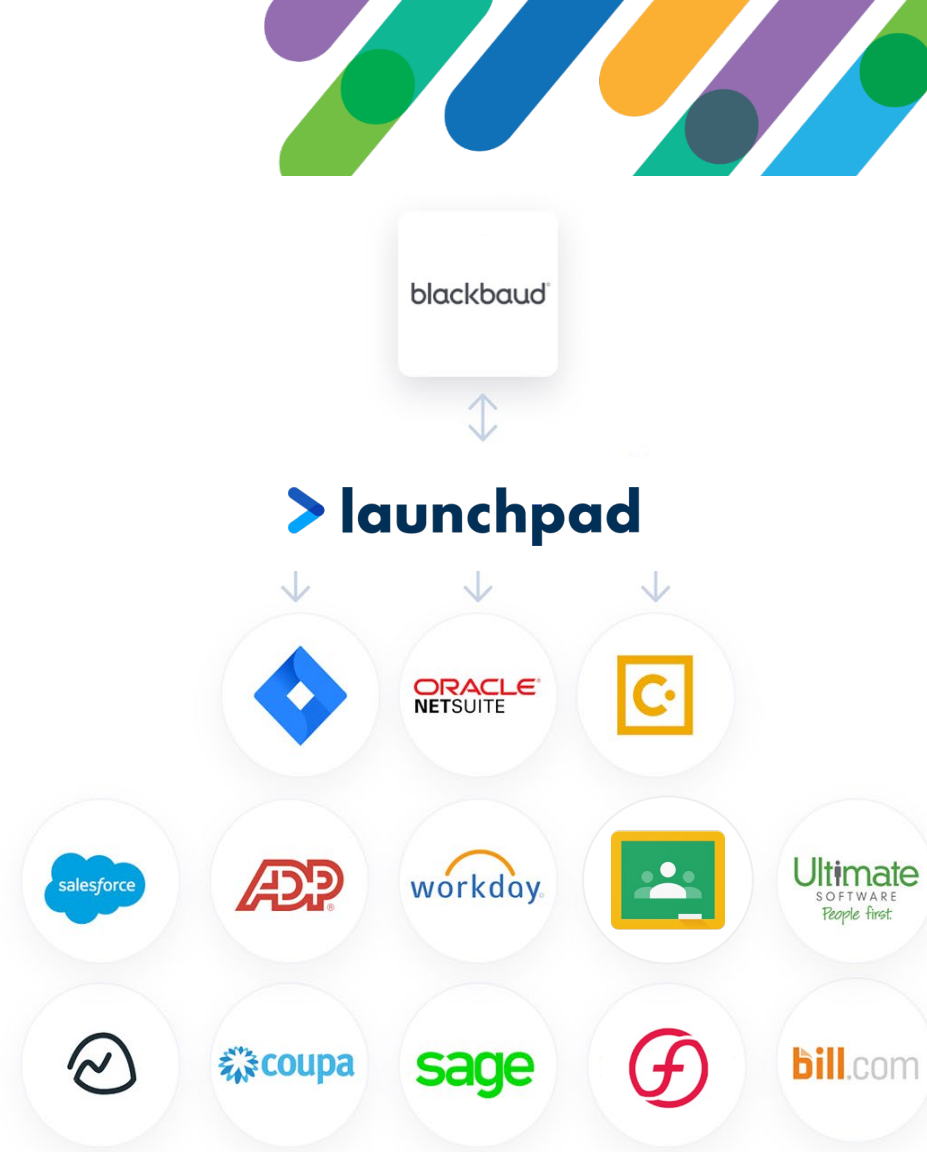 blackbaud®
launchpad
ORACLE®
NETSUITE
C
salesforce
ADP®
workday®
Ultimate
SOFTWARE
People first.
coupa
sage
f
bill.com